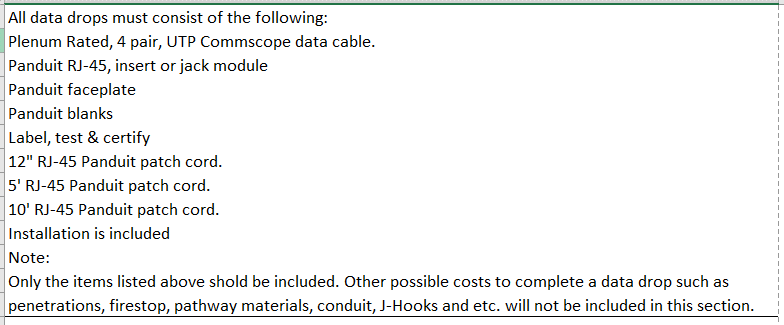 All data drops must consist of the following:
Plenum Rated, 4 pair, UTP Commscope data cable.
Panduit RJ-45, insert or jack module
Panduit faceplate
Panduit blanks
Label, test & certify
12" RJ-45 Panduit patch cord.
5' RJ-45 Panduit patch cord.
10' RJ-45 Panduit patch cord.
Installation is included
Note:
Only the items listed above shold be included. Other possible costs to complete a data drop such as
penetrations, firestop, pathway materials, conduit, J-Hooks and etc. will not be included in this section.